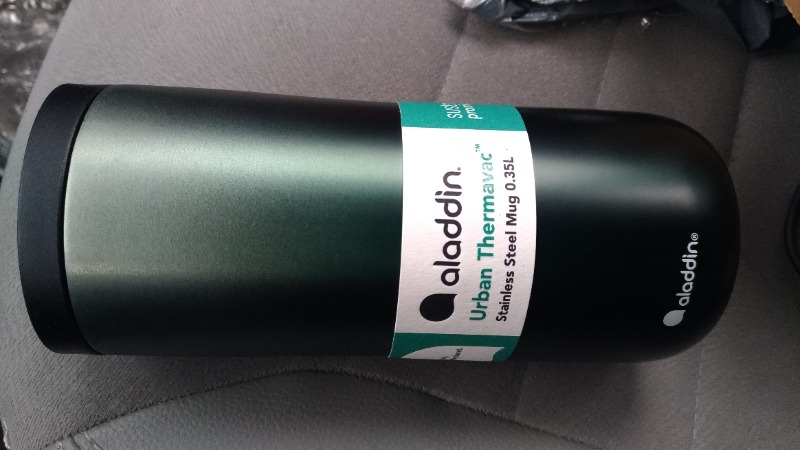 aladdin.
Urban Thermavac™
Stainless Steel Mug 0.35L
aladdin®